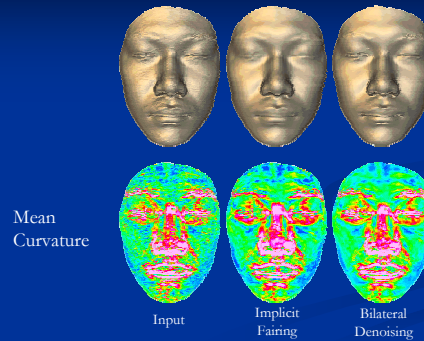 Mean
Curvature
Input
Implicit
Fairing
Bilateral
Denoising